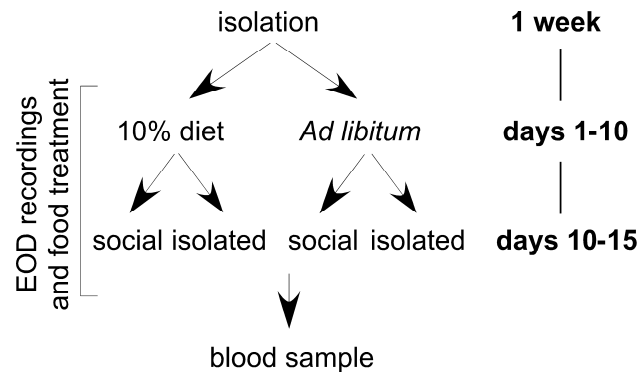 isolation 1 week
EOD recordings
and food treatment
10% diet Ad libitum days 1-10
social isolated social isolated days 10-15
blood sample